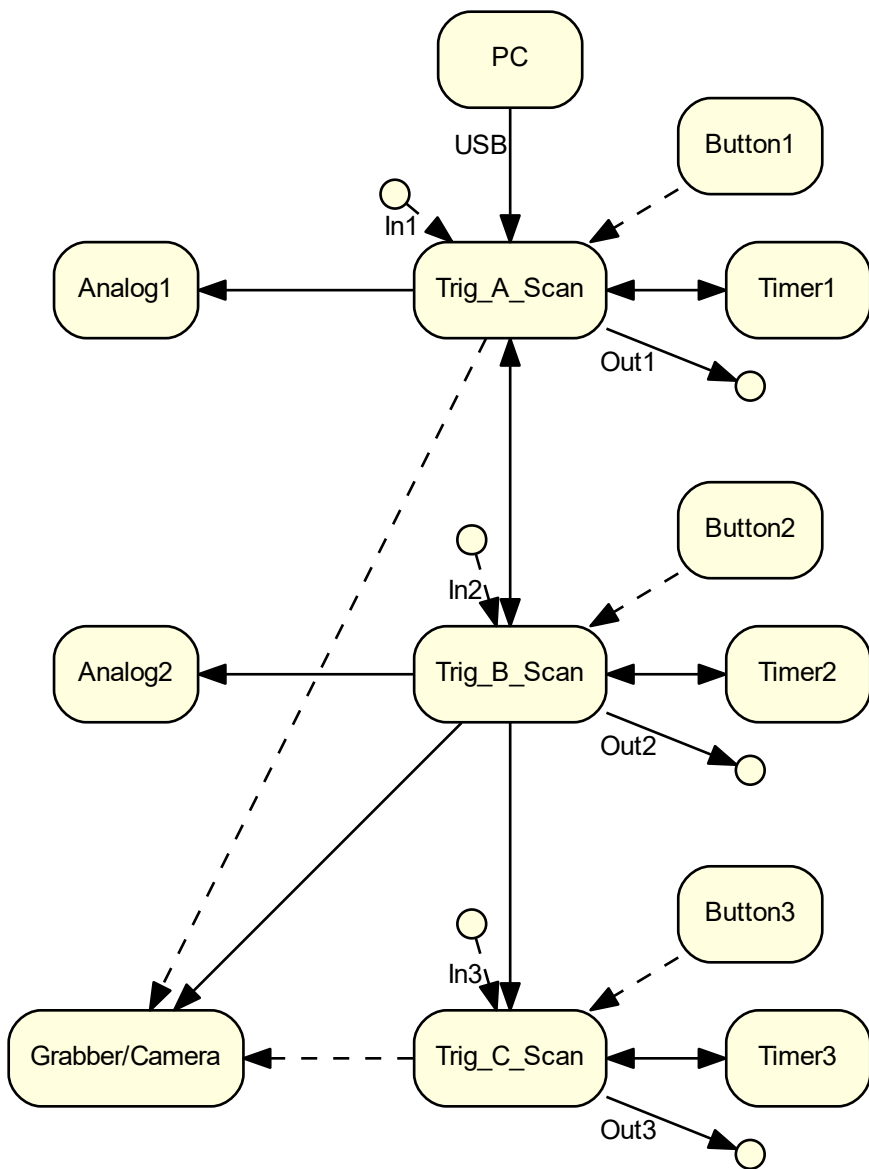 PC
USB
Button1
In1
Analog1
Trig_A_Scan
Timer1
Out1
Button2
In2
Analog2
Trig_B_Scan
Timer2
Out2
Button3
In3
Grabber/Camera
Trig_C_Scan
Timer3
Out3